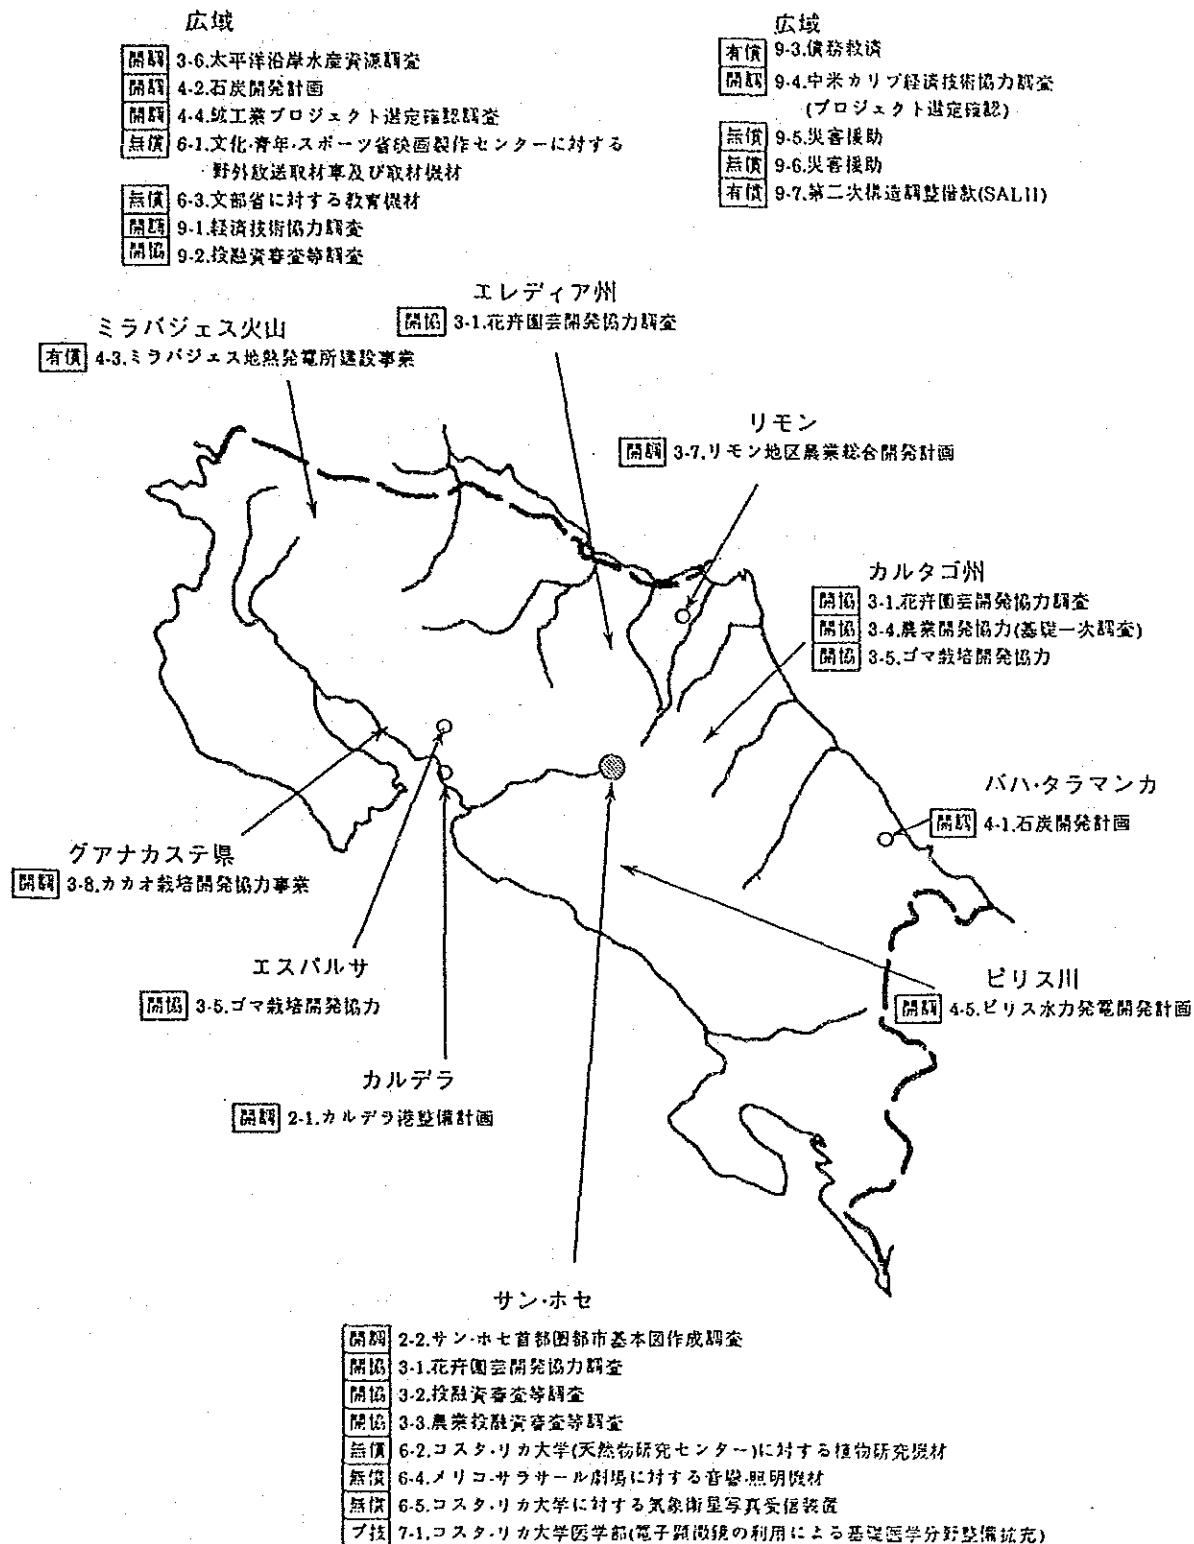 広域
開調 3-6.太平洋沿岸水産資源調査
開調 4-2.石炭開発計画
開調 4-4.鉱工業プロジェクト選定確認調査
無償 6-1.文化・青年・スポーツ省映画製作センターに対する
野外放送取材車及び取材機材
無償 6-3.文部省に対する教育機材
開調 9-1.経済技術協力調査
開協 9-2.投融資審査等調査
広域
有償 9-3.債務救済
開調 9-4.中米カリブ経済技術協力調査
(プロジェクト選定確認)
無償 9-5.災害援助
無償 9-6.災害援助
有償 9-7.第二次構造調整借款(SALII)
エレディア州
開協 3-1.花卉園芸開発協力調査
ミラバジェス火山
有償 4-3.ミラバジェス地熱発電所建設事業
リモン
開調 3-7.リモン地区農業総合開発計画
カルタゴ州
開協 3-1.花卉園芸開発協力調査
開協 3-4.農業開発協力(基礎一次調査)
開協 3-5.ゴマ栽培開発協力
バハ・タラマンカ
開調 4-1.石炭開発計画
グアナカステ県
開調 3-8.カカオ栽培開発協力事業
エスパルサ
開協 3-5.ゴマ栽培開発協力
ピリス川
開調 4-5.ピリス水力発電開発計画
カルデラ
開調 2-1.カルデラ港整備計画
サン・ホセ
開調 2-2.サン・ホセ首都圏都市基本図作成調査
開協 3-1.花卉園芸開発協力調査
開協 3-2.投融資審査等調査
開協 3-3.農業投融資審査等調査
無償 6-2.コスタ・リカ大学(天然物研究センター)に対する植物研究機材
無償 6-4.メリコ・サラサール劇場に対する音響・照明機材
無償 6-5.コスタ・リカ大学に対する気象衛星写真受信装置
プ技 7-1.コスタ・リカ大学医学部(電子顕微鏡の利用による基礎医学分野整備拡充)